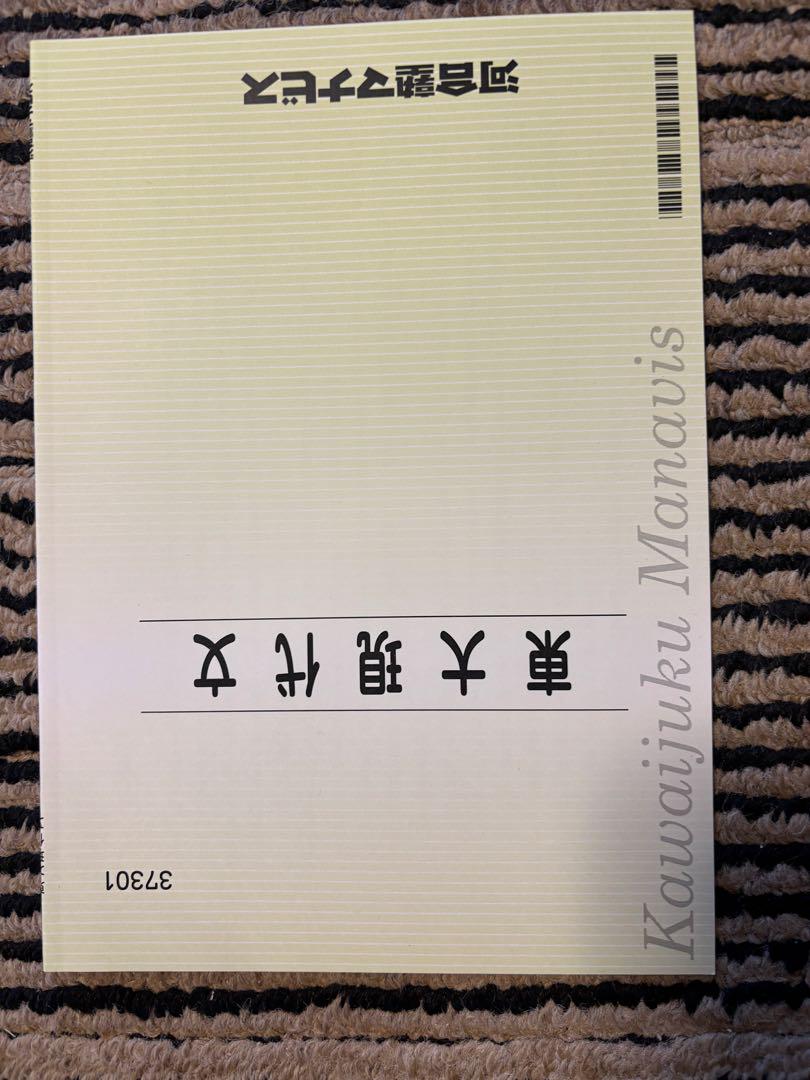 37301
東大現代文
河合塾マナビス
Kawaijuku Manavis